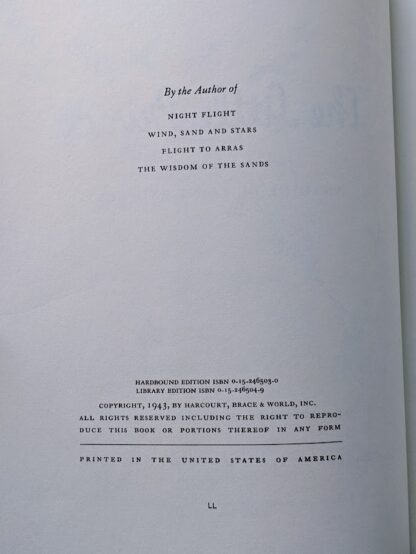 By the Author of
NIGHT FLIGHT
WIND, SAND AND STARS
FLIGHT TO ARRAS
THE WISDOM OF THE SANDS
HARDBOUND EDITION ISBN 0-15-246503-0
LIBRARY EDITION ISBN 0-15-246504-9
COPYRIGHT, 1943, BY HARCOURT, BRACE & WORLD, INC.
ALL RIGHTS RESERVED INCLUDING THE RIGHT TO REPRO-
DUCE THIS BOOK OR PORTIONS THEREOF IN ANY FORM
PRINTED IN THE UNITED STATES OF AMERICA
LL